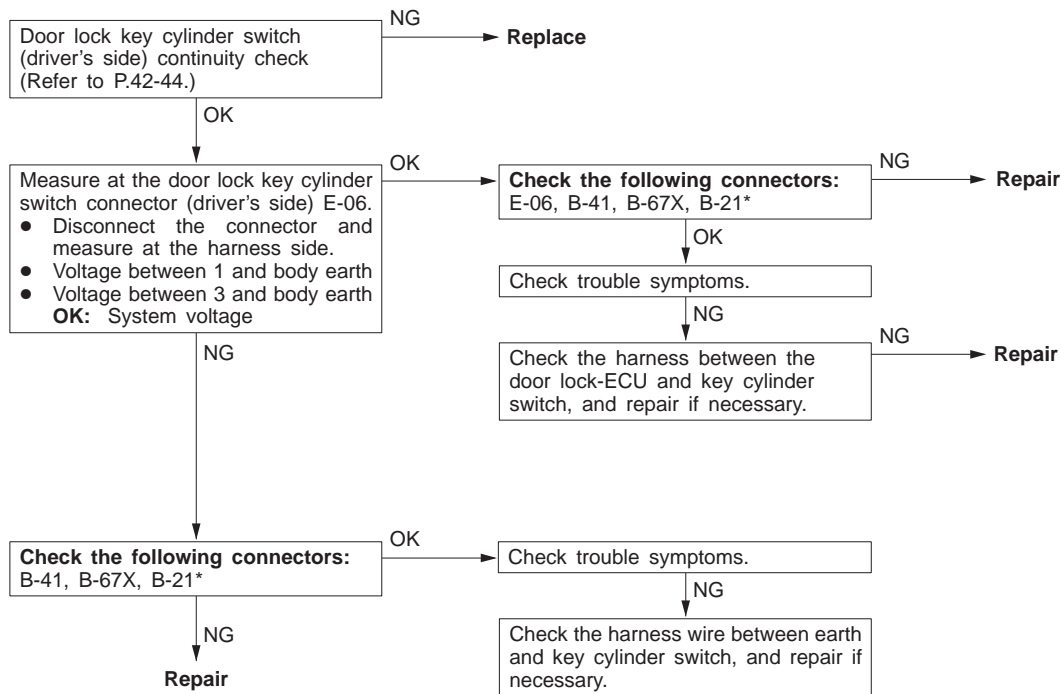 Door lock key cylinder switch
(driver's side) continuity check
(Refer to P.42-44.)
NG
Replace
OK
Measure at the door lock key cylinder
switch connector (driver's side) E-06.
● Disconnect the connector and
measure at the harness side.
● Voltage between 1 and body earth
● Voltage between 3 and body earth
OK: System voltage
OK
Check the following connectors:
E-06, B-41, B-67X, B-21*
NG
Repair
OK
Check trouble symptoms.
NG
Check the harness between the
door lock-ECU and key cylinder
switch, and repair if necessary.
NG
Repair
NG
Check the following connectors:
B-41, B-67X, B-21*
OK
Check trouble symptoms.
NG
Check the harness wire between earth
and key cylinder switch, and repair if
necessary.
NG
Repair